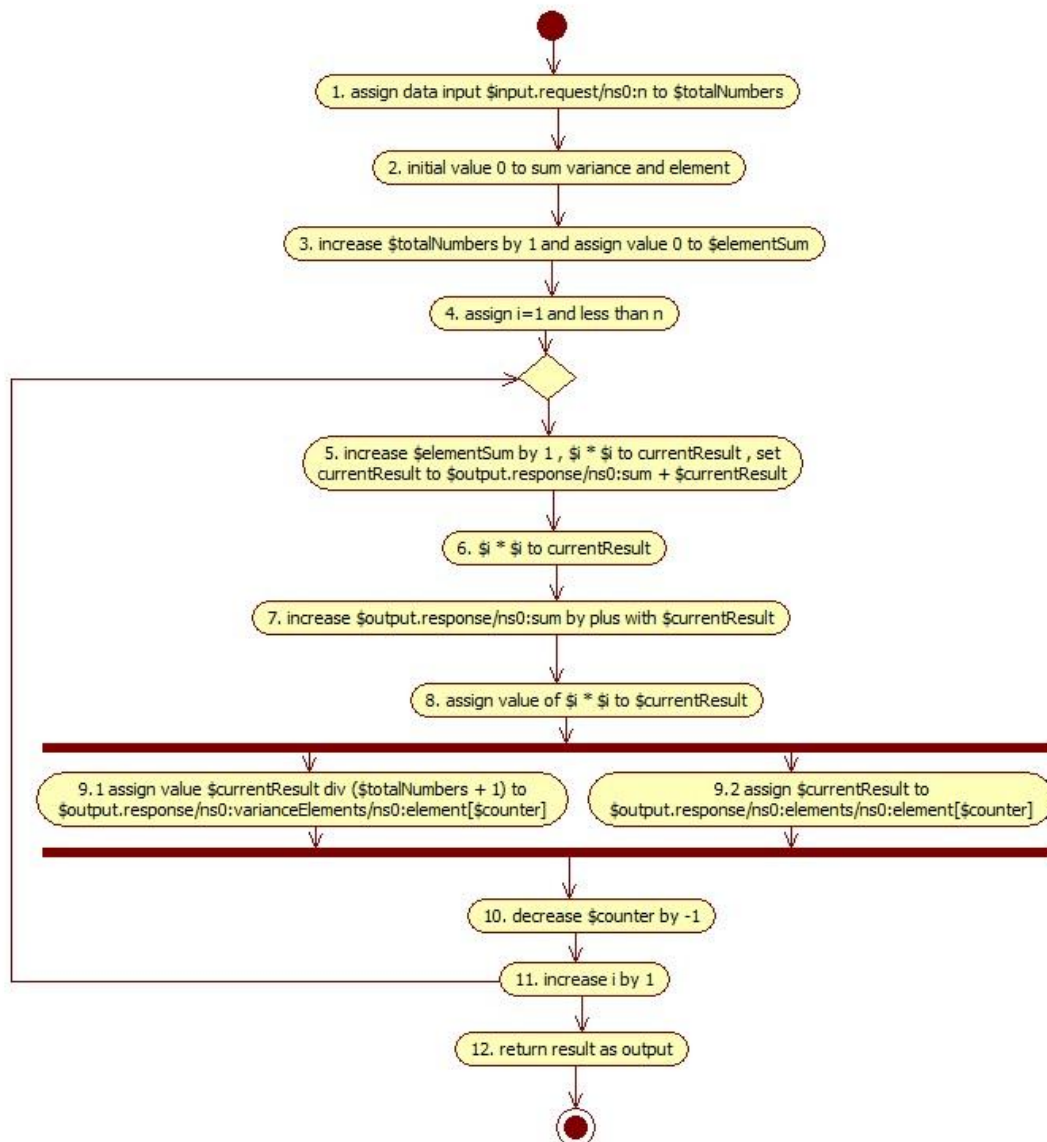 1. assign data input $input.request/ns0:n to $totalNumbers
2. initial value 0 to sum variance and element
3. increase $totalNumbers by 1 and assign value 0 to $elementSum
4. assign i=1 and less than n
5. increase $elementSum by 1 , $i * $i to currentResult , set
currentResult to $output.response/ns0:sum + $currentResult
6. $i * $i to currentResult
7. increase $output.response/ns0:sum by plus with $currentResult
8. assign value of $i * $i to $currentResult
9.1 assign value $currentResult div ($totalNumbers + 1) to
$output.response/ns0:varianceElements/ns0:element[$counter]
9.2 assign $currentResult to
$output.response/ns0:elements/ns0:element[$counter]
10. decrease $counter by -1
11. increase i by 1
12. return result as output